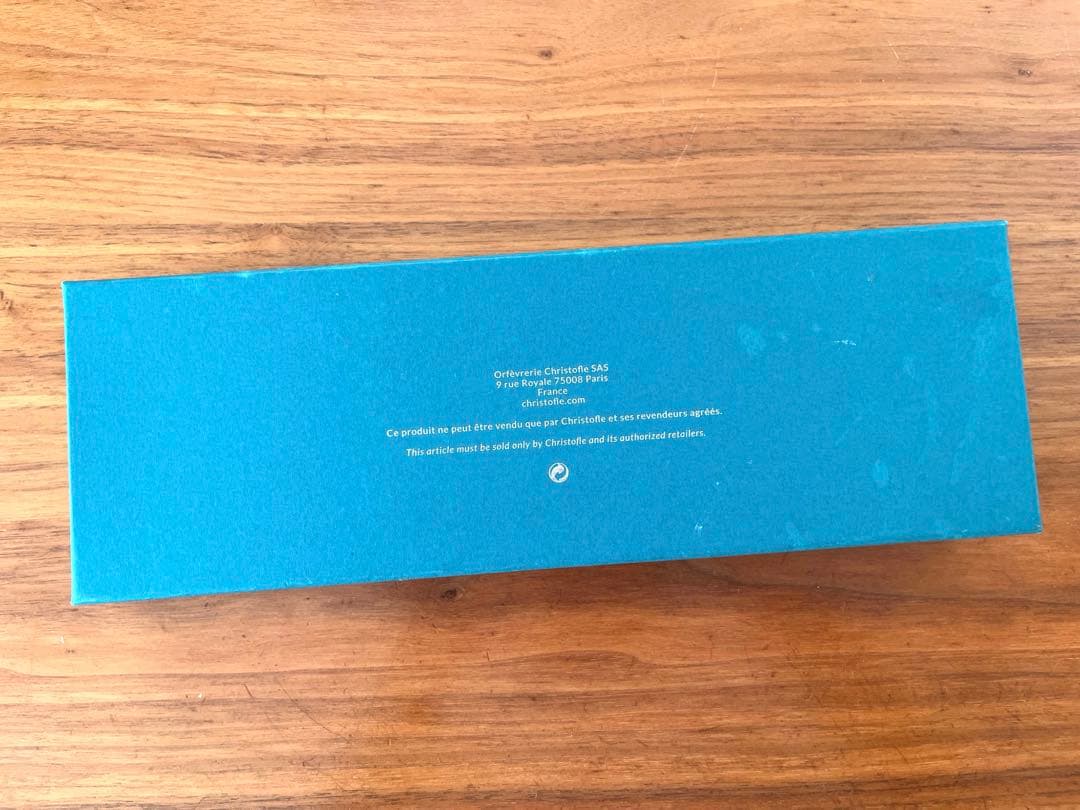 Orfèvrerie Christofle SAS
9 rue Royale 75008 Paris
France
christofle.com
Ce produit ne peut être vendu que par Christofle et ses revendeurs agréés.
This article must be sold only by Christofle and its authorized retailers.